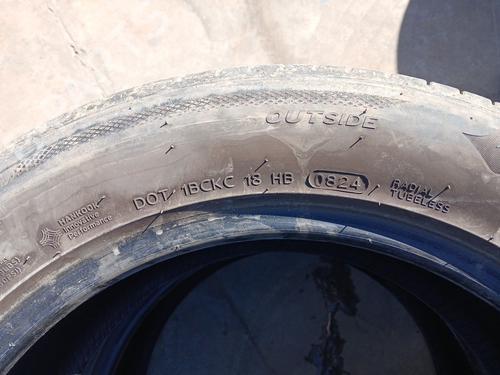 OUTSIDE
DOT 1BCKC 18 HB 0824
RADIAL
TUBELESS
HANKOOK
Innovative
Performance